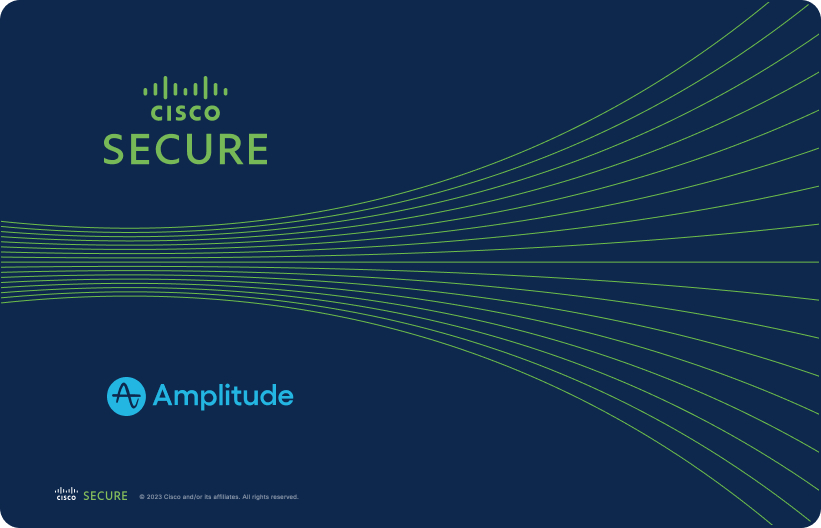 CISCO
SECURE
Amplitude
CISCO SECURE © 2023 Cisco and/or its affiliates. All rights reserved.